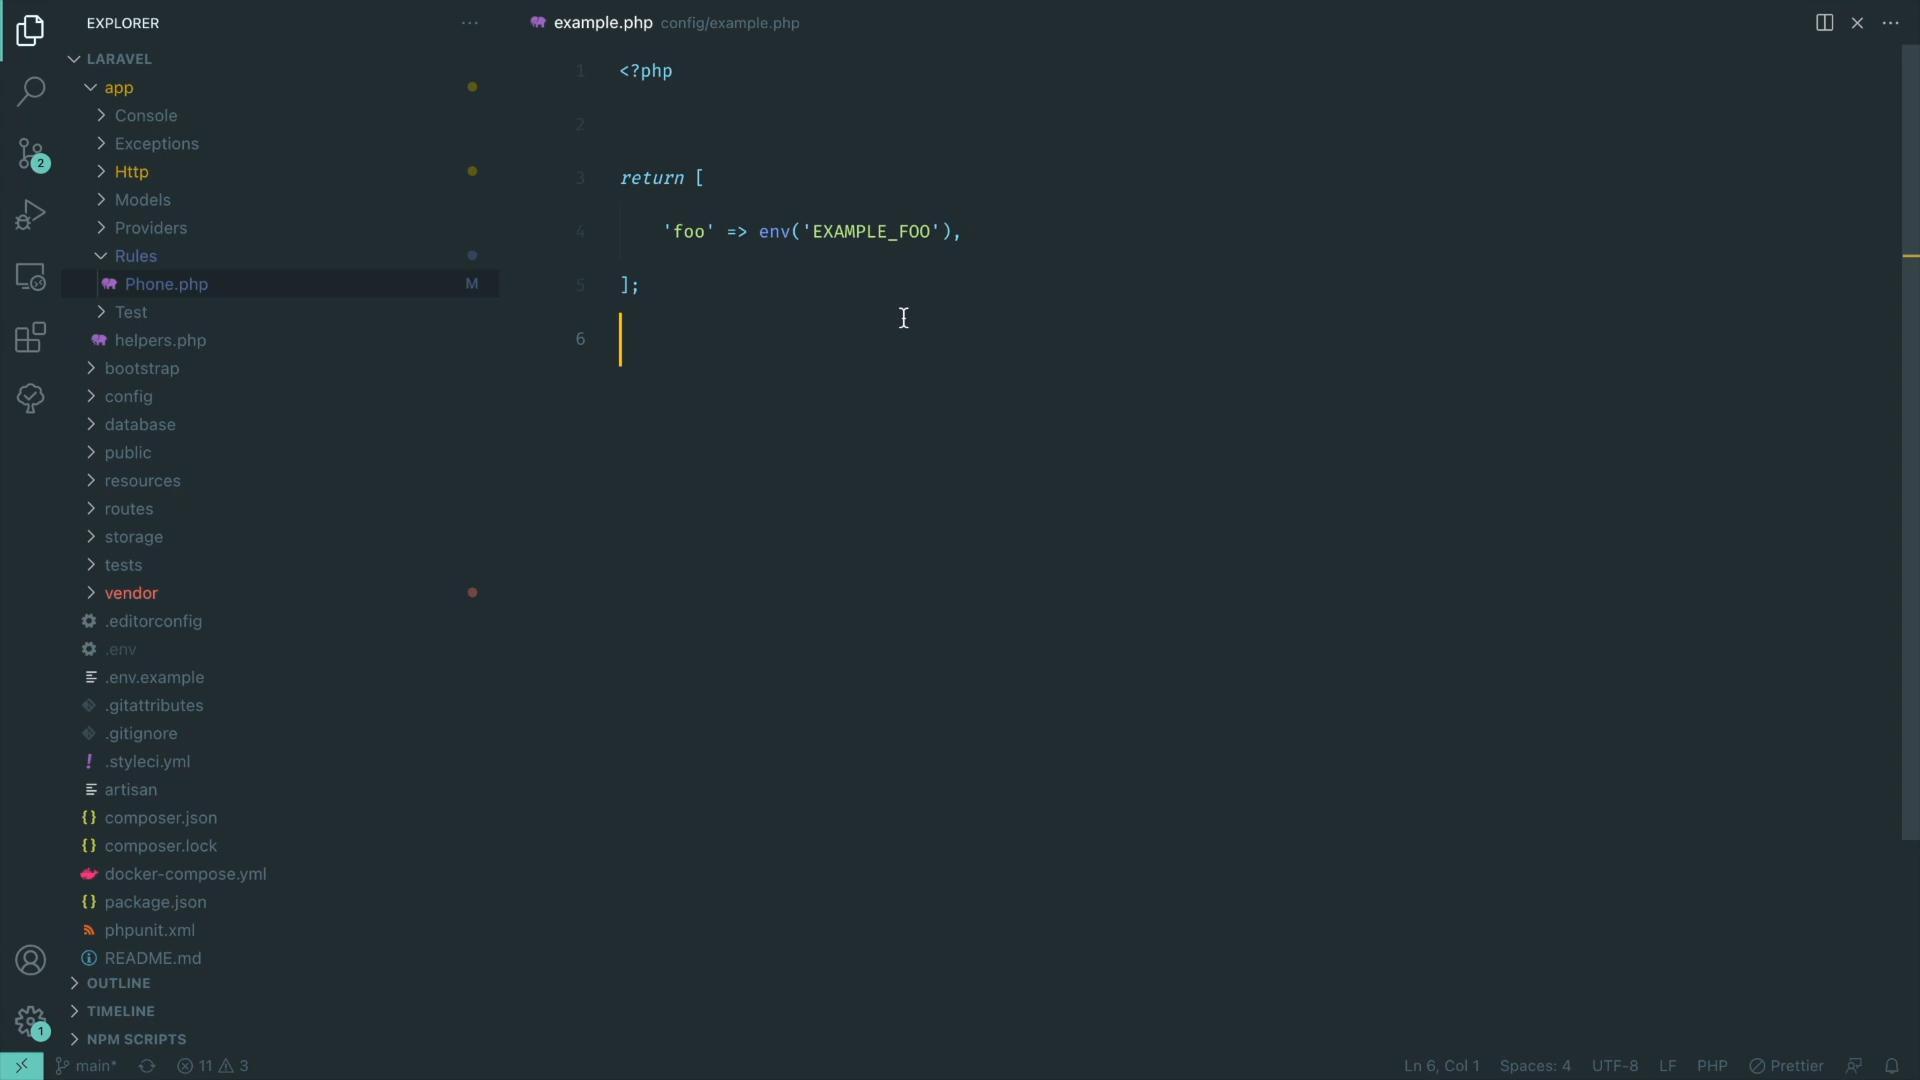 EXPLORER
LARAVEL
app
Console
Exceptions
Http
Models
Providers
Rules
Phone.php M
Test
helpers.php
bootstrap
config
database
public
resources
routes
storage
tests
vendor
.editorconfig
.env
.env.example
.gitattributes
.gitignore
.styleci.yml
artisan
composer.json
composer.lock
docker-compose.yml
package.json
phpunit.xml
README.md
OUTLINE
TIMELINE
NPM SCRIPTS
2
1
example.php config/example.php
1 <?php
2
3 return [
4 'foo' => env('EXAMPLE_FOO'),
5 ];
6
main* 11 3
Ln 6, Col 1 Spaces: 4 UTF-8 LF PHP Prettier